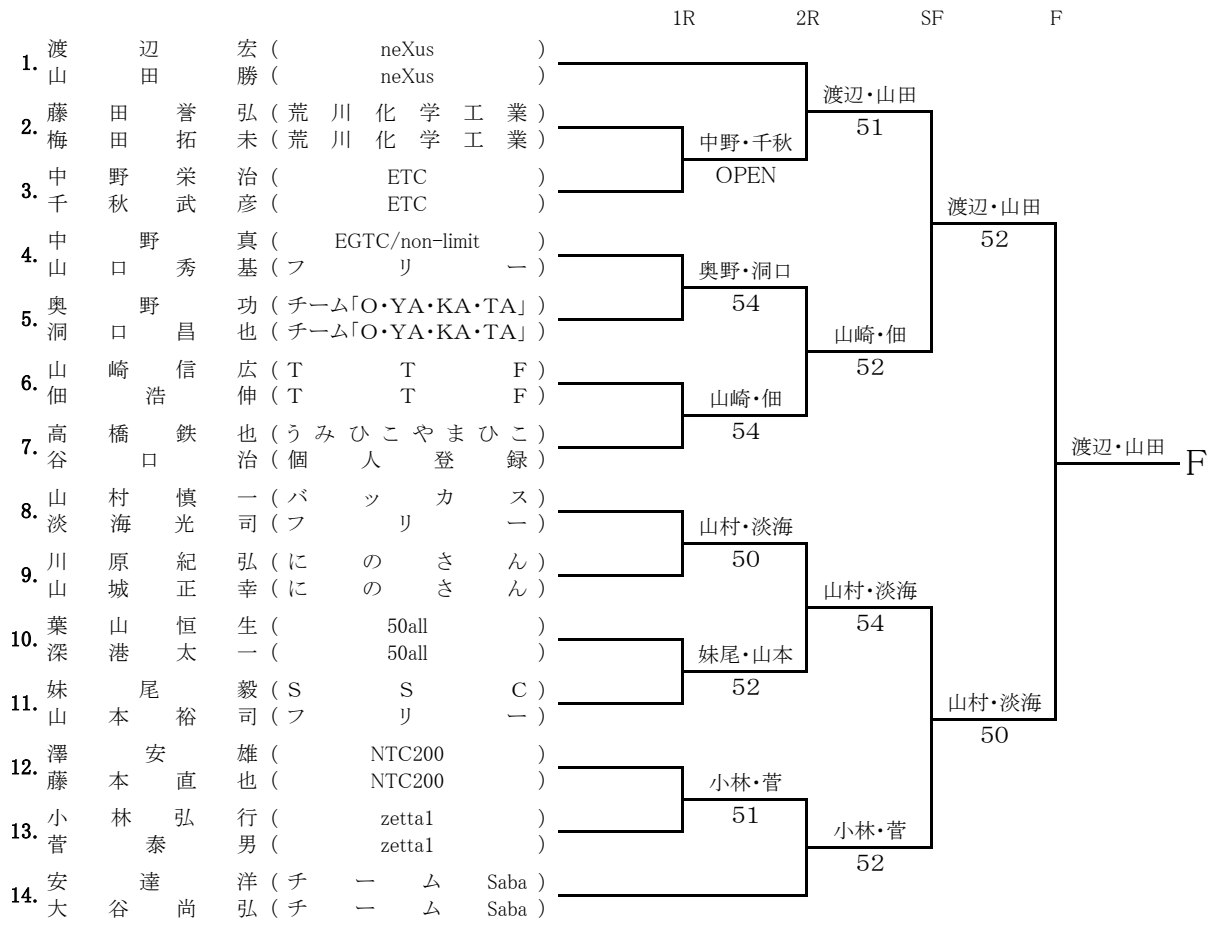 1R 2R SF F
1. 渡辺宏 ( neXus )
山田勝 ( neXus )
渡辺・山田
51
2. 藤田誉弘 ( 荒川化学工業 )
梅田拓未 ( 荒川化学工業 )
中野・千秋
OPEN
3. 中野栄治 ( ETC )
千秋武彦 ( ETC )
渡辺・山田
52
4. 中野真 ( EGTC/non-limit )
山口秀基 ( フリー )
奥野・洞口
54
5. 奥野功 ( チーム「O・YA・KA・TA」 )
洞口昌也 ( チーム「O・YA・KA・TA」 )
山崎・佃
52
6. 山崎信広 ( TTF )
佃浩伸 ( TTF )
山崎・佃
54
7. 高橋鉄也 ( うみひこやまひこ )
谷口治 ( 個人登録 )
渡辺・山田
F
8. 山村慎一 ( バッカス )
淡海光司 ( フリー )
山村・淡海
50
9. 川原紀弘 ( にのさん )
山城正幸 ( にのさん )
山村・淡海
54
10. 葉山恒生 ( 50all )
深港太一 ( 50all )
妹尾・山本
52
11. 妹尾毅 ( SSC )
山本裕司 ( フリー )
山村・淡海
50
12. 澤安雄 ( NTC200 )
藤本直也 ( NTC200 )
小林・菅
51
13. 小林弘行 ( zetta1 )
菅泰男 ( zetta1 )
小林・菅
52
14. 安達洋 ( チームSaba )
大谷尚弘 ( チームSaba )